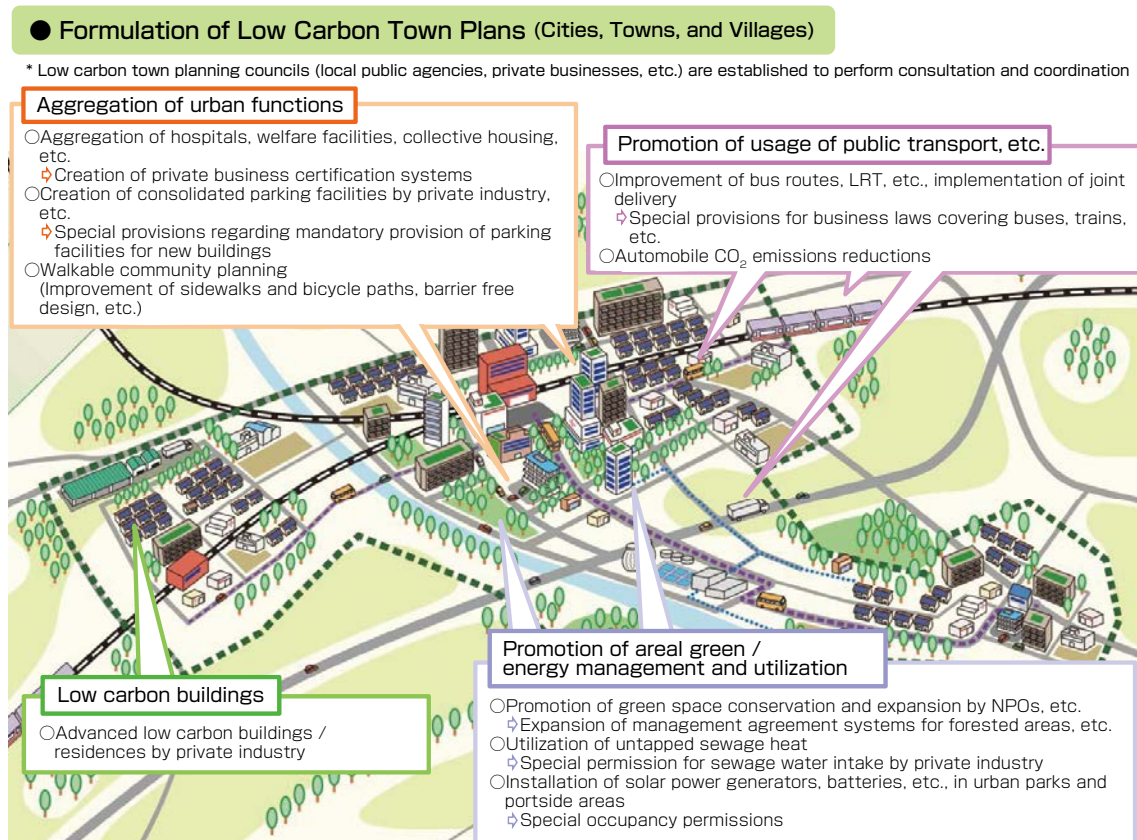 ● Formulation of Low Carbon Town Plans (Cities, Towns, and Villages)
* Low carbon town planning councils (local public agencies, private businesses, etc.) are established to perform consultation and coordination
Aggregation of urban functions
○Aggregation of hospitals, welfare facilities, collective housing,
etc.
⇨Creation of private business certification systems
○Creation of consolidated parking facilities by private industry,
etc.
⇨Special provisions regarding mandatory provision of parking
facilities for new buildings
○Walkable community planning
(Improvement of sidewalks and bicycle paths, barrier free
design, etc.)
Promotion of usage of public transport, etc.
○Improvement of bus routes, LRT, etc., implementation of joint
delivery
⇨Special provisions for business laws covering buses, trains,
etc.
○Automobile CO₂ emissions reductions
Low carbon buildings
○Advanced low carbon buildings /
residences by private industry
Promotion of areal green /
energy management and utilization
○Promotion of green space conservation and expansion by NPOs, etc.
⇨Expansion of management agreement systems for forested areas, etc.
○Utilization of untapped sewage heat
⇨Special permission for sewage water intake by private industry
○Installation of solar power generators, batteries, etc., in urban parks and
portside areas
⇨Special occupancy permissions